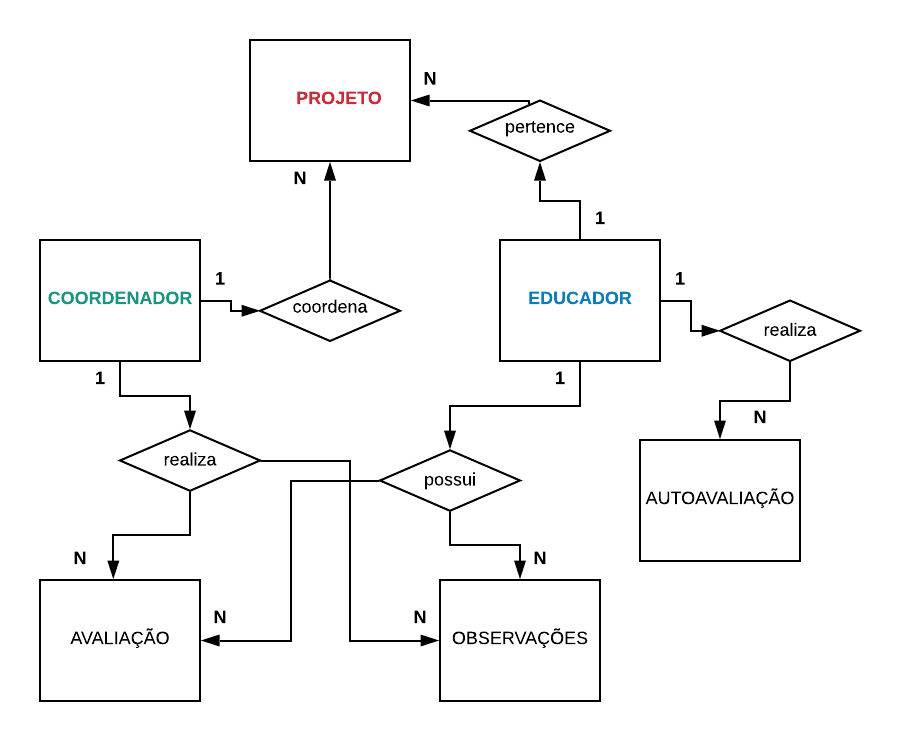 N
PROJETO
pertence
N
1
1
1
COORDENADOR
EDUCADOR
coordena
realiza
1
1
N
realiza
possui
AUTOAVALIAÇÃO
N
N
N
N
AVALIAÇÃO
OBSERVAÇÕES